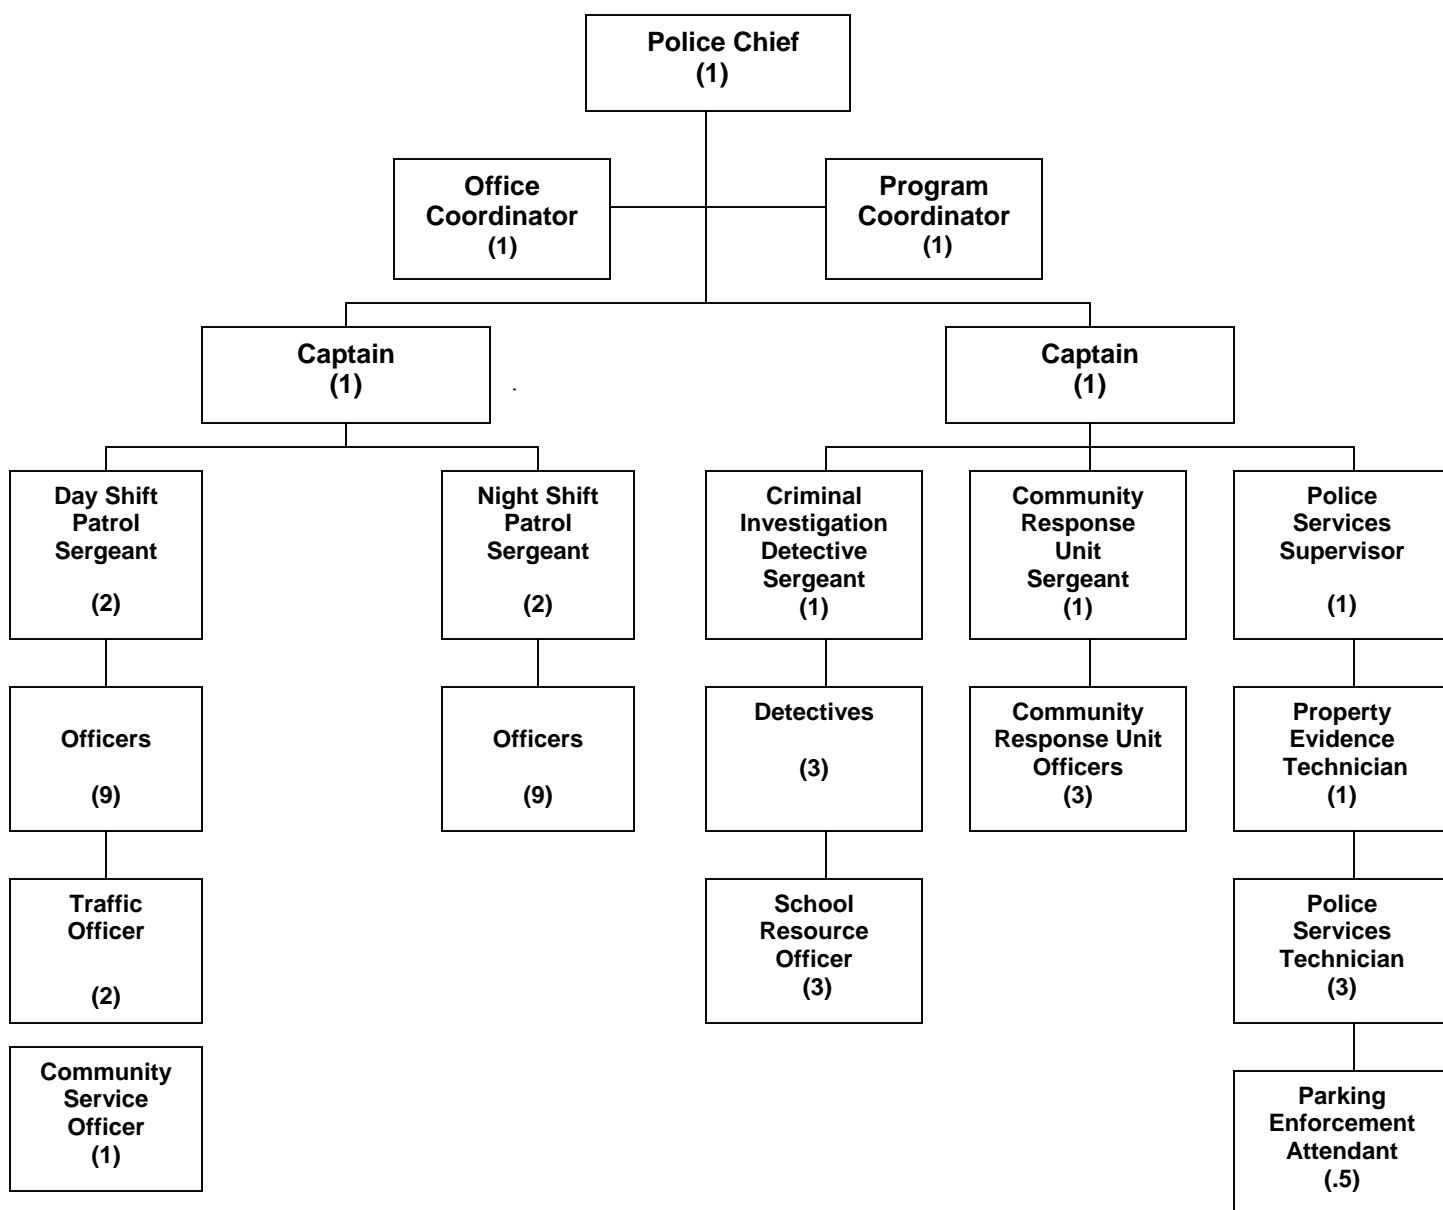 Police Chief
(1)
Office
Coordinator
(1)
Program
Coordinator
(1)
Captain
(1)
Captain
(1)
Day Shift
Patrol
Sergeant
(2)
Night Shift
Patrol
Sergeant
(2)
Criminal
Investigation
Detective
Sergeant
(1)
Community
Response
Unit
Sergeant
(1)
Police
Services
Supervisor
(1)
Officers
(9)
Officers
(9)
Detectives
(3)
Community
Response Unit
Officers
(3)
Property
Evidence
Technician
(1)
Traffic
Officer
(2)
School
Resource
Officer
(3)
Police
Services
Technician
(3)
Community
Service
Officer
(1)
Parking
Enforcement
Attendant
(.5)